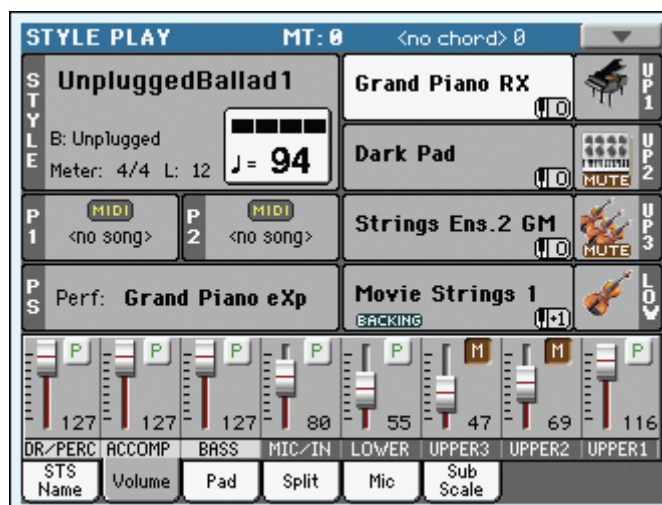 STYLE PLAY MT: 0 <no chord> 0
STYLE
UnpluggedBallad1
B: Unplugged
Meter: 4/4 L: 12
♩= 94
Grand Piano RX
0
UP1
Dark Pad
0
MUTE
UP2
P1
MIDI
<no song>
P2
MIDI
<no song>
Strings Ens.2 GM
0
MUTE
UP3
PS
Perf: Grand Piano eXp
Movie Strings 1
BACKING
+1
LOW
P P P P P M M P
127 127 127 80 55 47 69 116
DR/PERC ACCOMP BASS MIC/IN LOWER UPPER3 UPPER2 UPPER1
STS Name
Volume
Pad
Split
Mic
Sub Scale